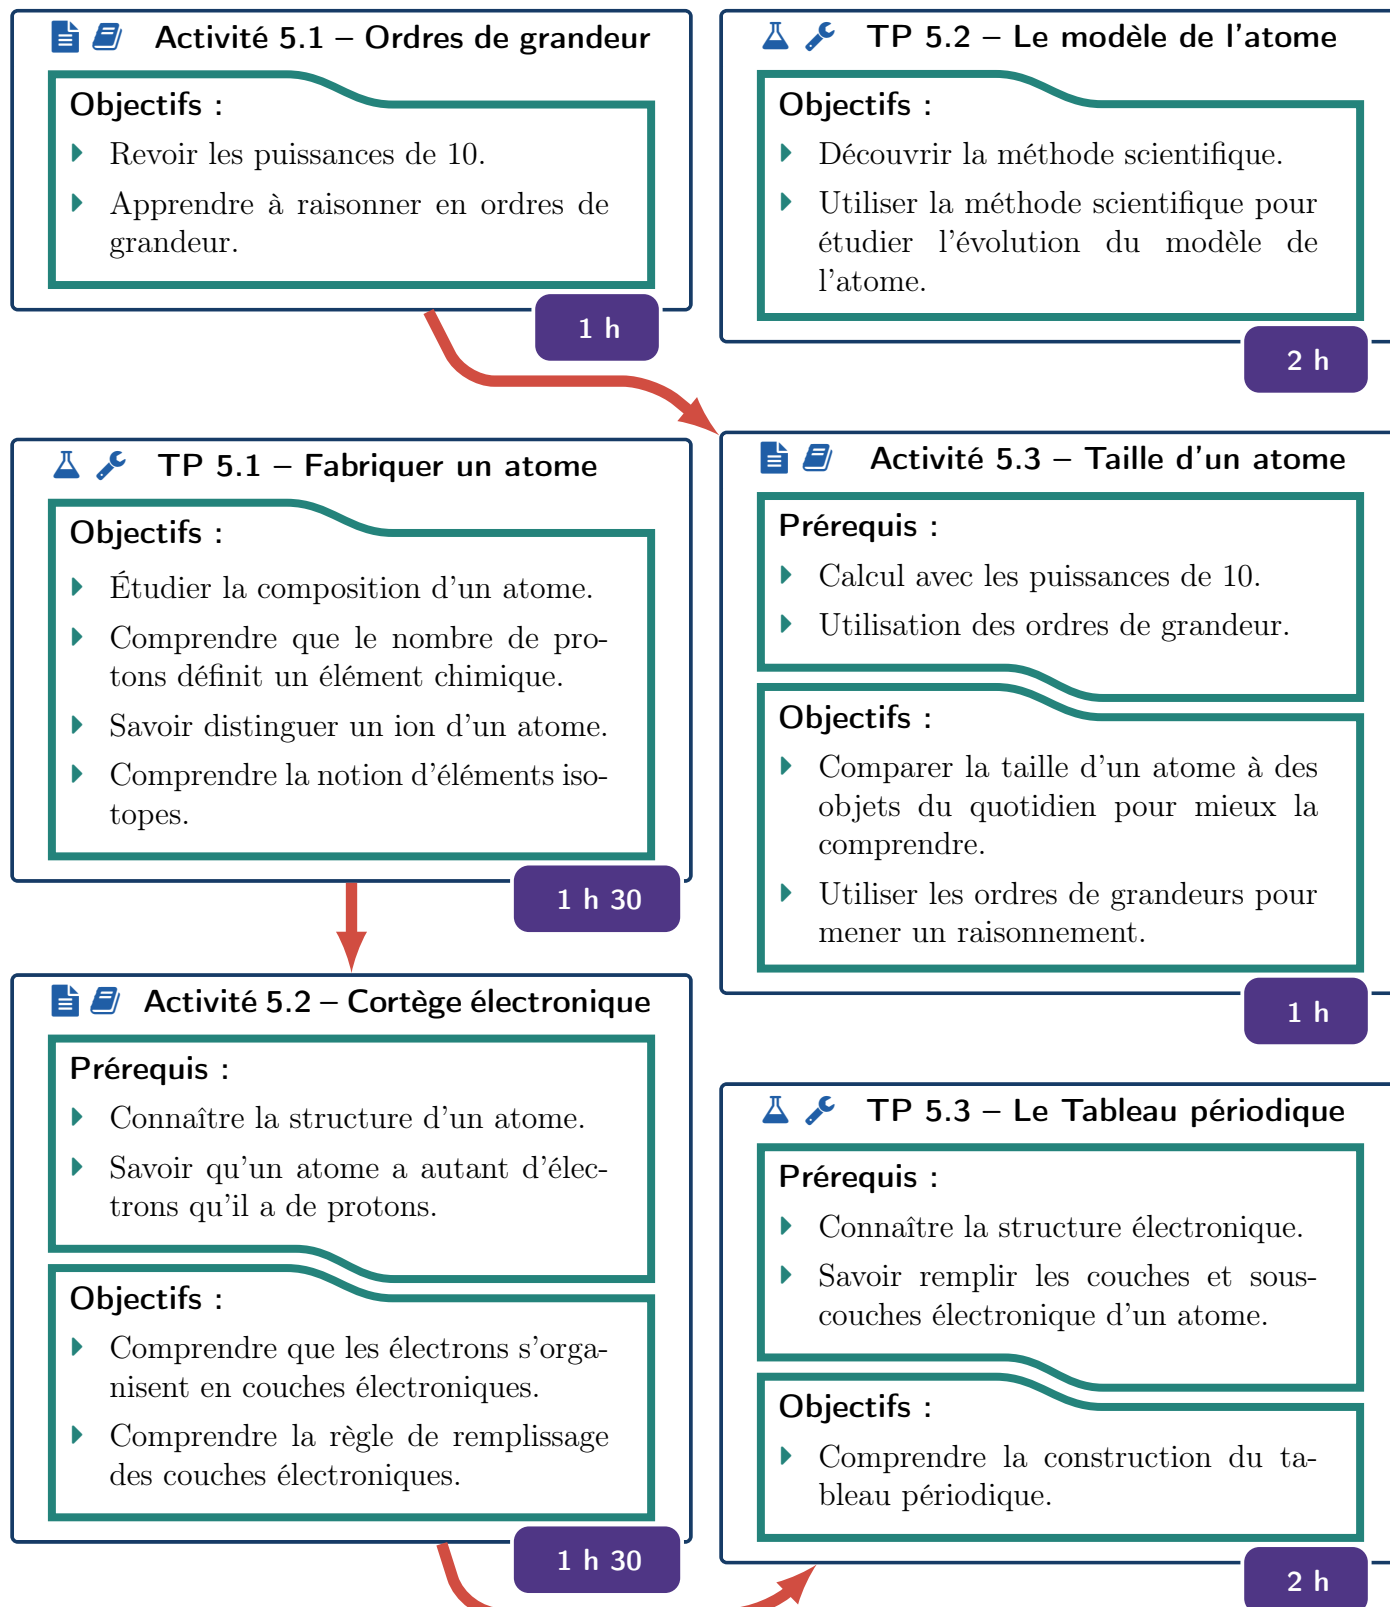 Activité 5.1 – Ordres de grandeur
Objectifs :
Revoir les puissances de 10.
Apprendre à raisonner en ordres de
grandeur.
1 h
TP 5.2 – Le modèle de l'atome
Objectifs :
Découvrir la méthode scientifique.
Utiliser la méthode scientifique pour
étudier l'évolution du modèle de
l'atome.
2 h
TP 5.1 – Fabriquer un atome
Objectifs :
Étudier la composition d'un atome.
Comprendre que le nombre de pro-
tons définit un élément chimique.
Savoir distinguer un ion d'un atome.
Comprendre la notion d'éléments iso-
topes.
1 h 30
Activité 5.3 – Taille d'un atome
Prérequis :
Calcul avec les puissances de 10.
Utilisation des ordres de grandeur.
Objectifs :
Comparer la taille d'un atome à des
objets du quotidien pour mieux la
comprendre.
Utiliser les ordres de grandeurs pour
mener un raisonnement.
1 h
Activité 5.2 – Cortège électronique
Prérequis :
Connaître la structure d'un atome.
Savoir qu'un atome a autant d'élec-
trons qu'il a de protons.
Objectifs :
Comprendre que les électrons s'orga-
nisent en couches électroniques.
Comprendre la règle de remplissage
des couches électroniques.
1 h 30
TP 5.3 – Le Tableau périodique
Prérequis :
Connaître la structure électronique.
Savoir remplir les couches et sous-
couches électronique d'un atome.
Objectifs :
Comprendre la construction du ta-
bleau périodique.
2 h